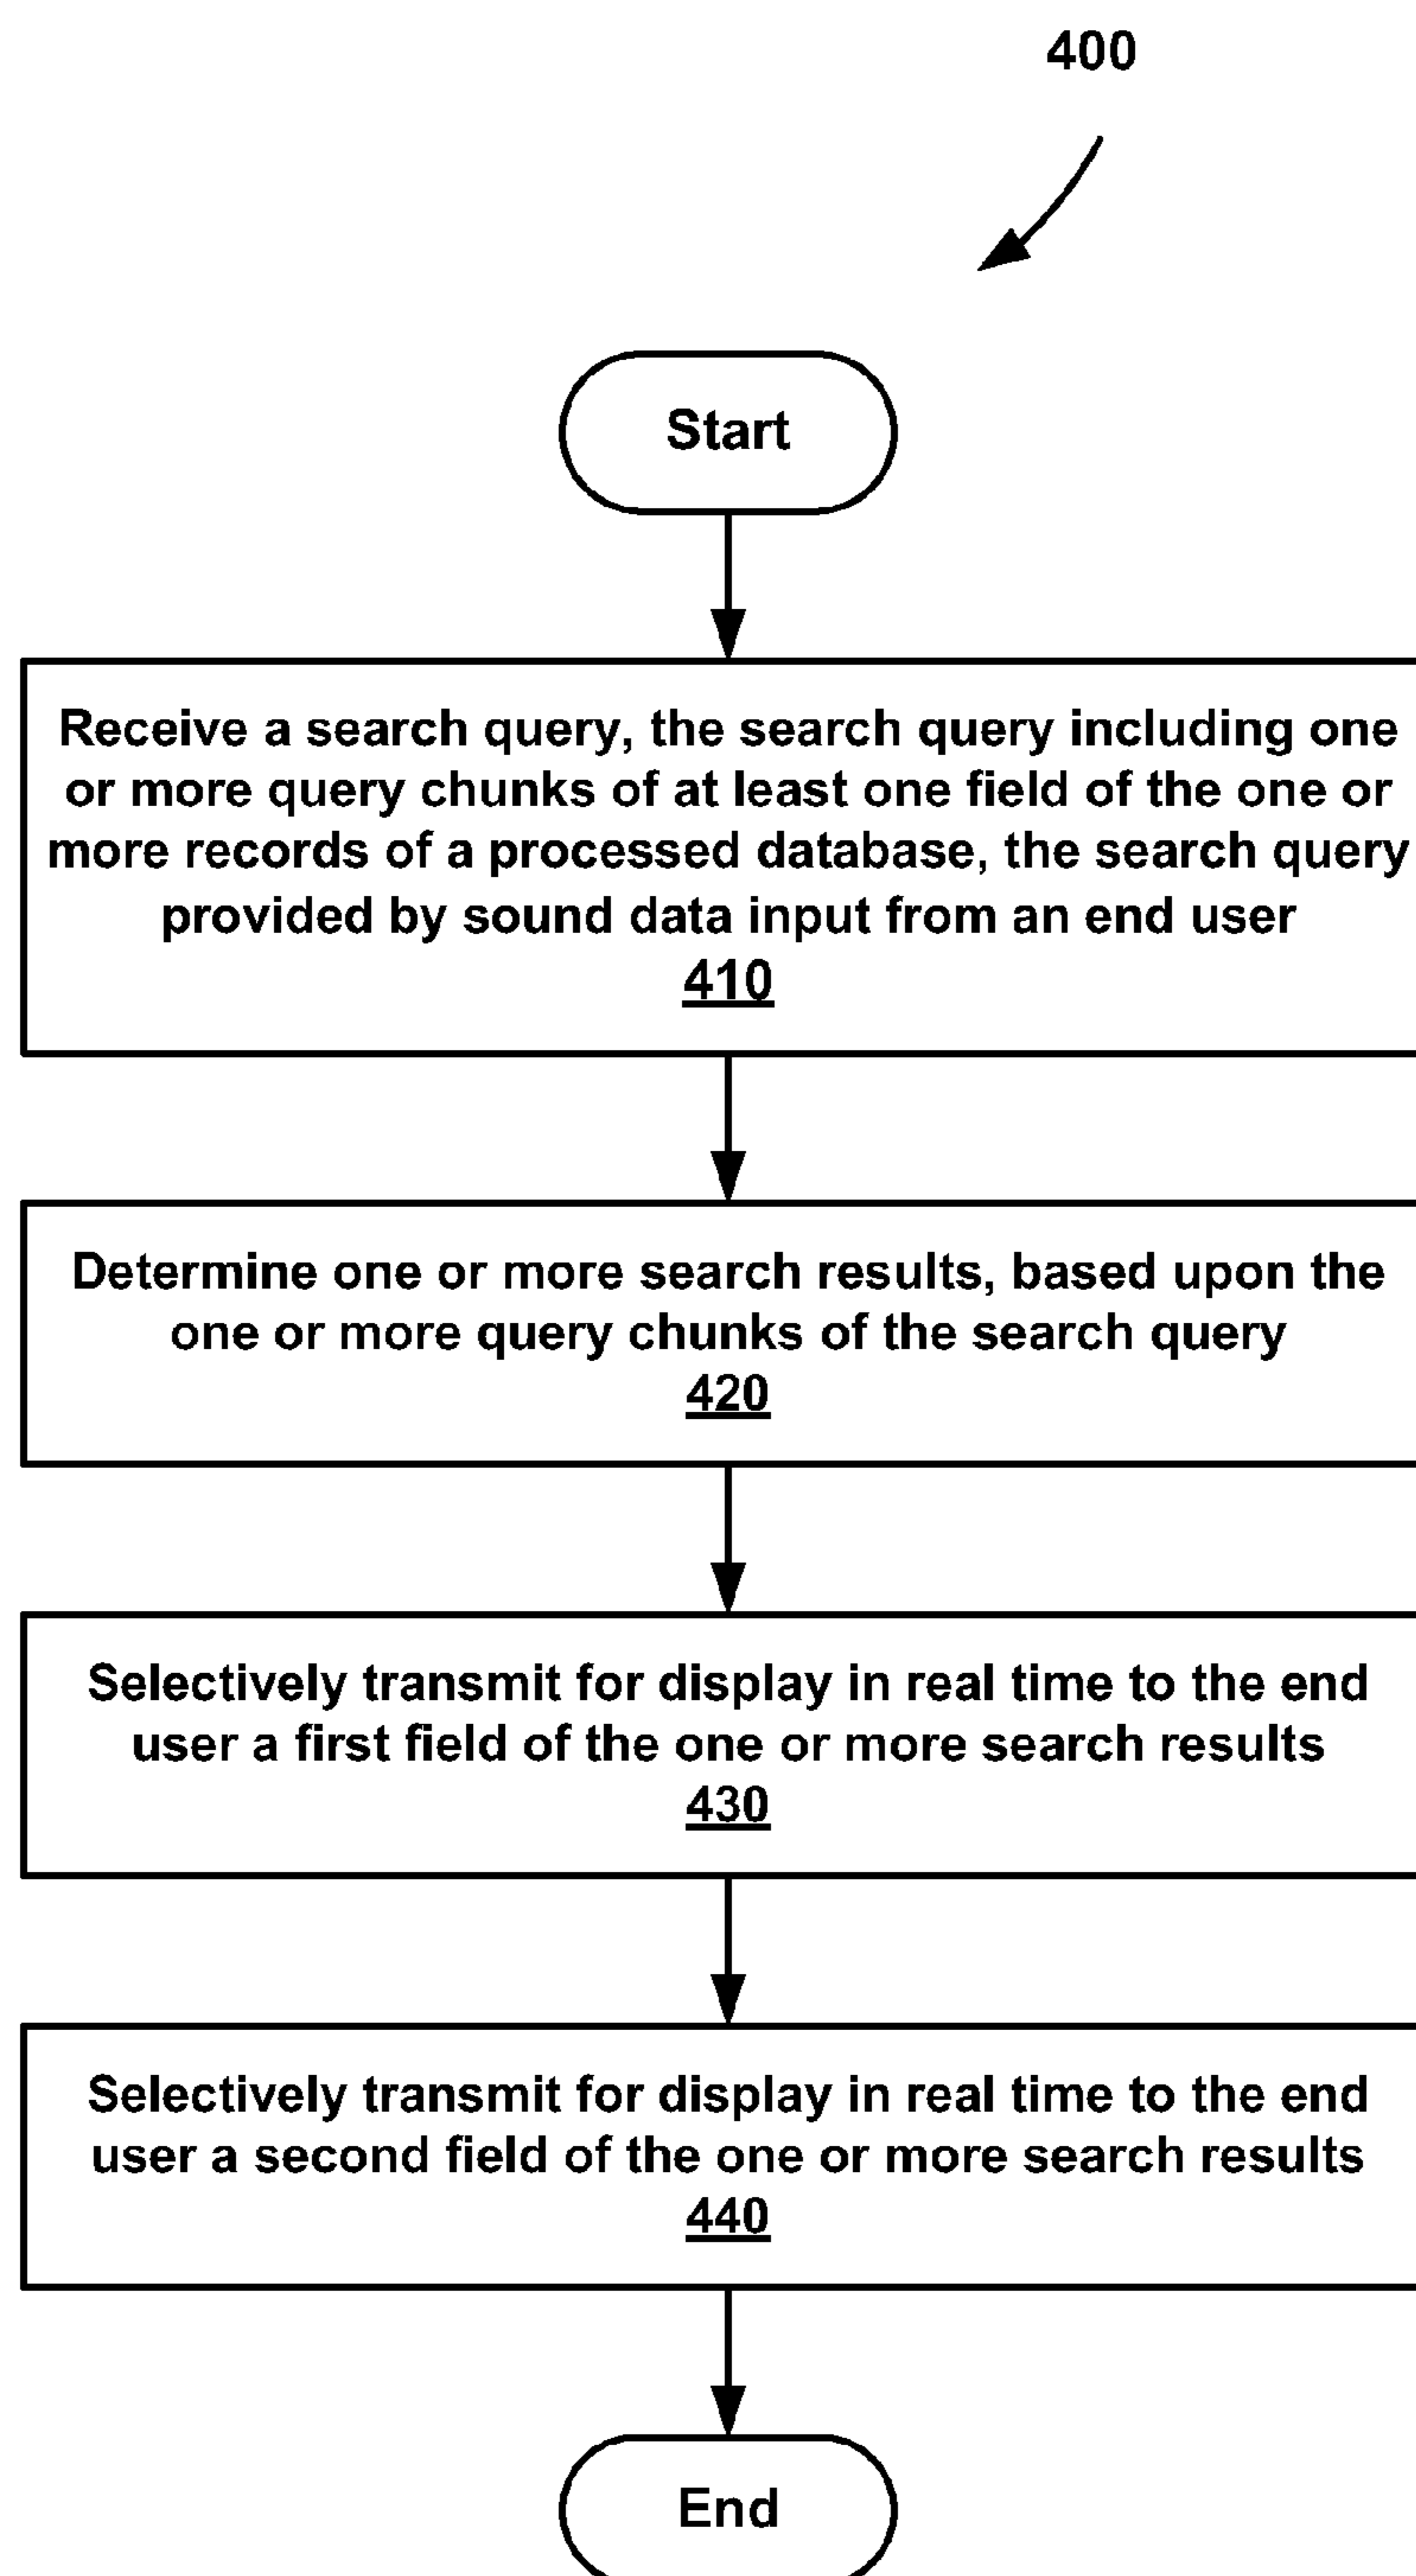 400
Start
Receive a search query, the search query including one
or more query chunks of at least one field of the one or
more records of a processed database, the search query
provided by sound data input from an end user
410
Determine one or more search results, based upon the
one or more query chunks of the search query
420
Selectively transmit for display in real time to the end
user a first field of the one or more search results
430
Selectively transmit for display in real time to the end
user a second field of the one or more search results
440
End